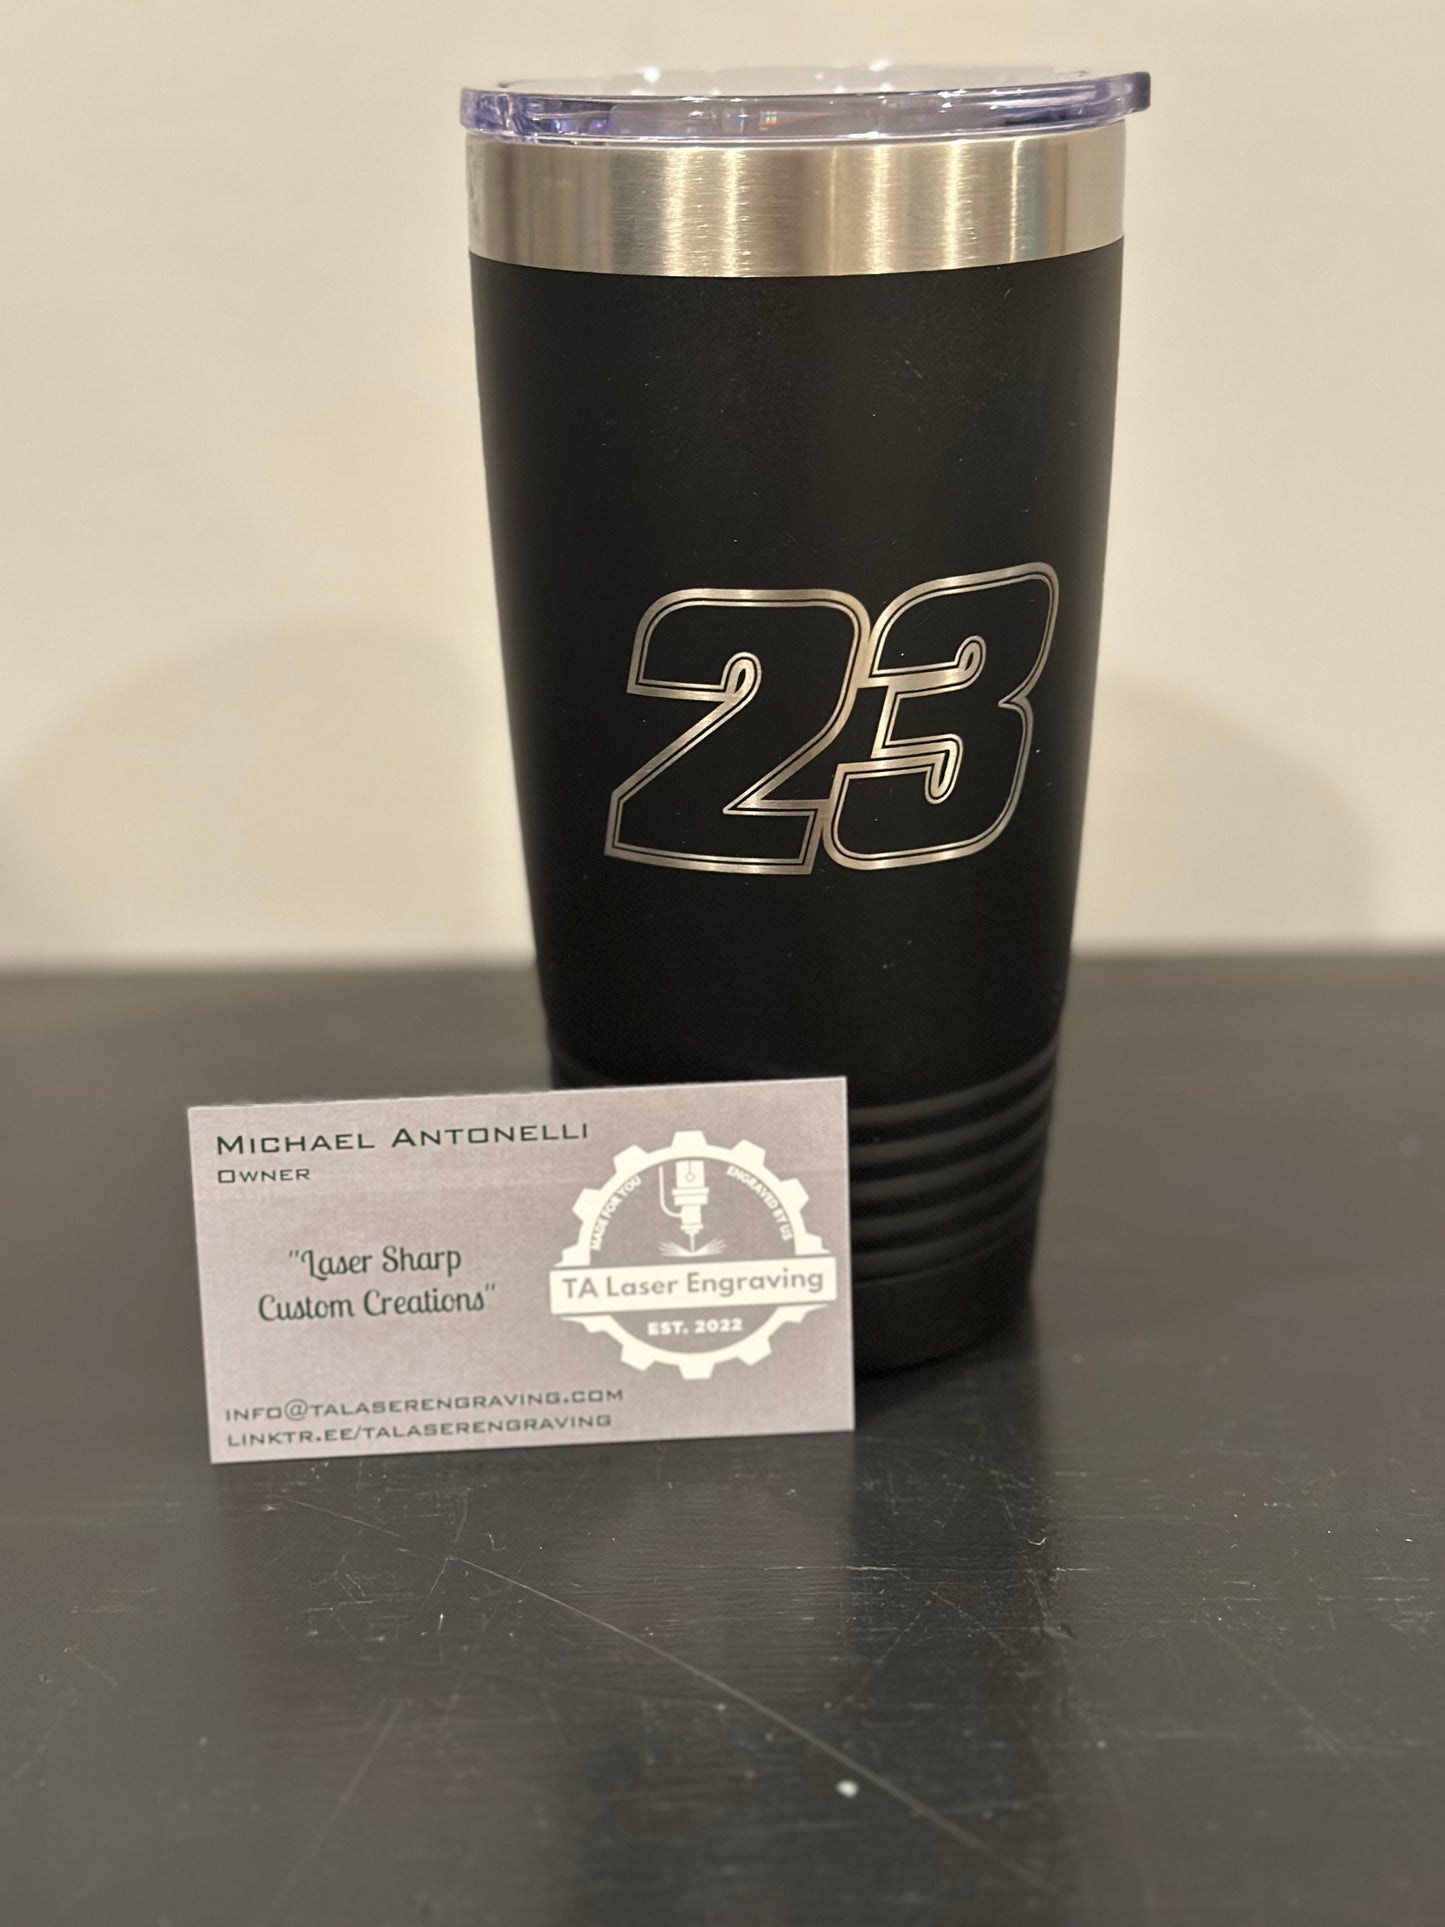 23
MICHAEL ANTONELLI
OWNER
"Laser Sharp
Custom Creations"
MADE FOR YOU
ENGRAVED BY US
TA Laser Engraving
EST. 2022
INFO@TALASERENGRAVING.COM
LINKTR.EE/TALASERENGRAVING